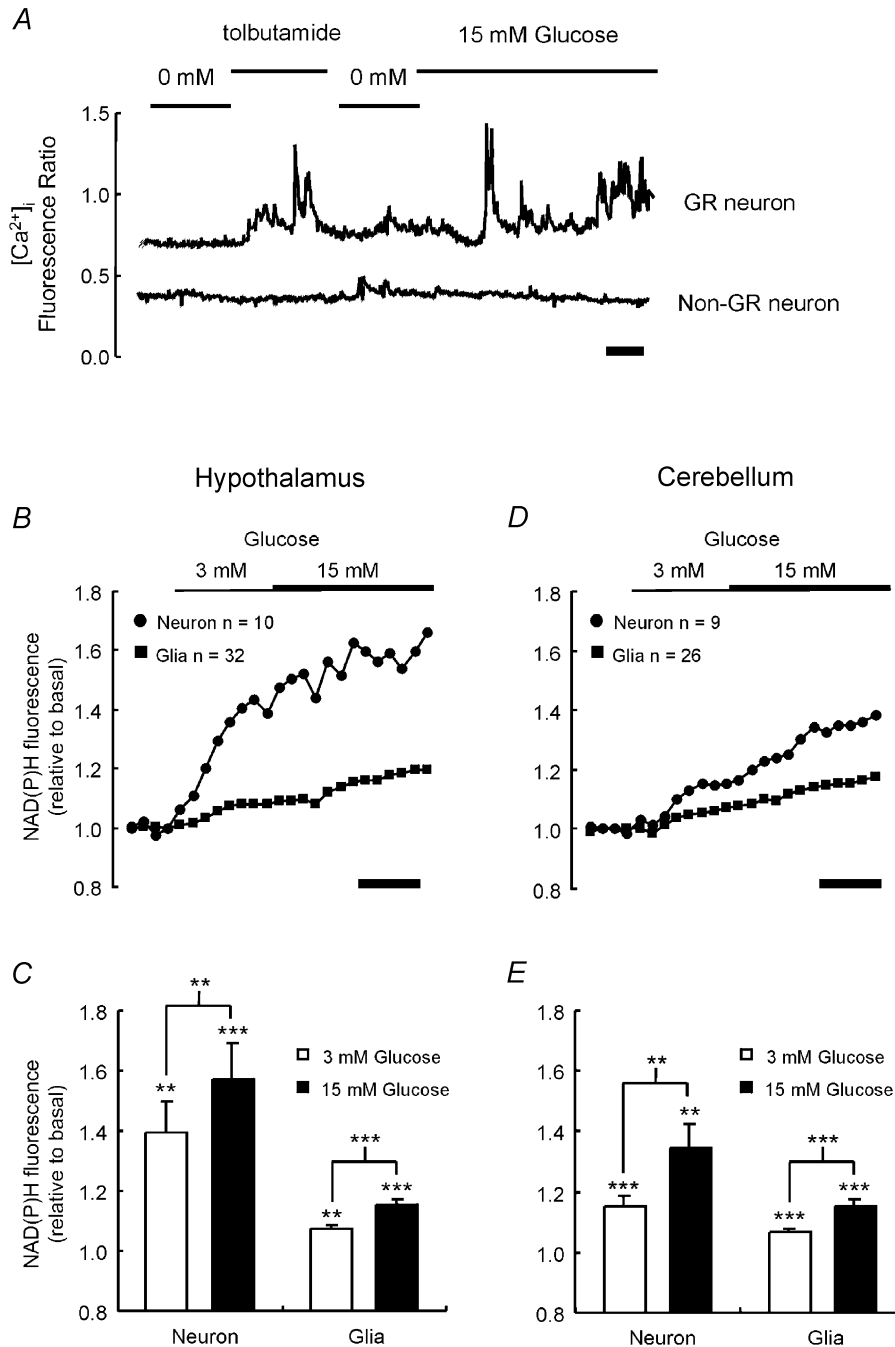 A
tolbutamide
15 mM Glucose
0 mM
0 mM
[Ca2+]i
Fluorescence Ratio
1.5
1.0
0.5
0.0
GR neuron
Non-GR neuron
Hypothalamus
Cerebellum
B
Glucose
3 mM
15 mM
NAD(P)H fluorescence
(relative to basal)
1.8
1.6
1.4
1.2
1.0
0.8
Neuron n = 10
Glia n = 32
D
Glucose
3 mM
15 mM
1.8
1.6
1.4
1.2
1.0
0.8
Neuron n = 9
Glia n = 26
C
NAD(P)H fluorescence
(relative to basal)
1.8
1.6
1.4
1.2
1.0
0.8
**
**
***
***
**
***
3 mM Glucose
15 mM Glucose
Neuron
Glia
E
1.8
1.6
1.4
1.2
1.0
0.8
**
***
**
***
***
***
3 mM Glucose
15 mM Glucose
Neuron
Glia